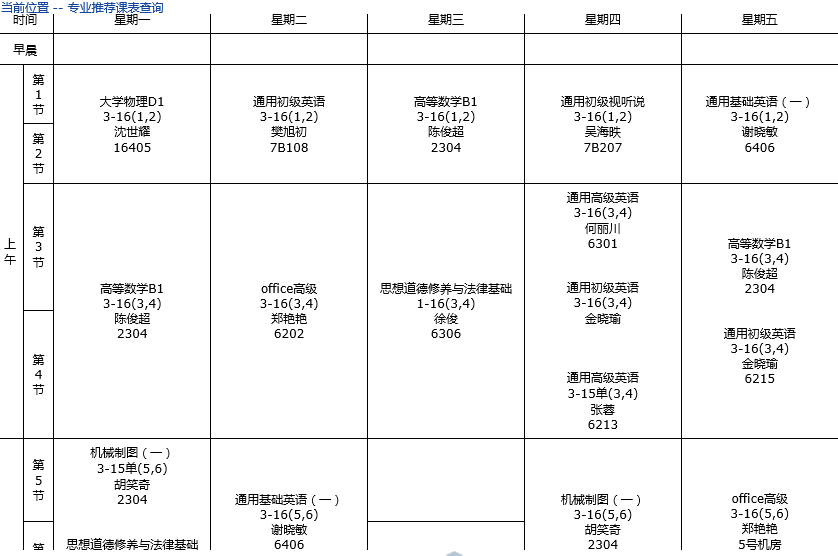 当前位置 -- 专业推荐课表查询
时间 星期一 星期二 星期三 星期四 星期五
早晨
上午
第1节
第2节
大学物理D1
3-16(1,2)
沈世耀
16405
通用初级英语
3-16(1,2)
樊旭初
7B108
高等数学B1
3-16(1,2)
陈俊超
2304
通用初级视听说
3-16(1,2)
吴海昳
7B207
通用基础英语（一）
3-16(1,2)
谢晓敏
6406
第3节
第4节
高等数学B1
3-16(3,4)
陈俊超
2304
office高级
3-16(3,4)
郑艳艳
6202
思想道德修养与法律基础
1-16(3,4)
徐俊
6306
通用高级英语
3-16(3,4)
何丽川
6301
通用初级英语
3-16(3,4)
金晓瑜
通用高级英语
3-15单(3,4)
张蓉
6213
高等数学B1
3-16(3,4)
陈俊超
2304
通用初级英语
3-16(3,4)
金晓瑜
6215
第5节
第
机械制图（一）
3-15单(5,6)
胡笑奇
2304
思想道德修养与法律基础
通用基础英语（一）
3-16(5,6)
谢晓敏
6406
机械制图（一）
3-16(5,6)
胡笑奇
2304
office高级
3-16(5,6)
郑艳艳
5号机房